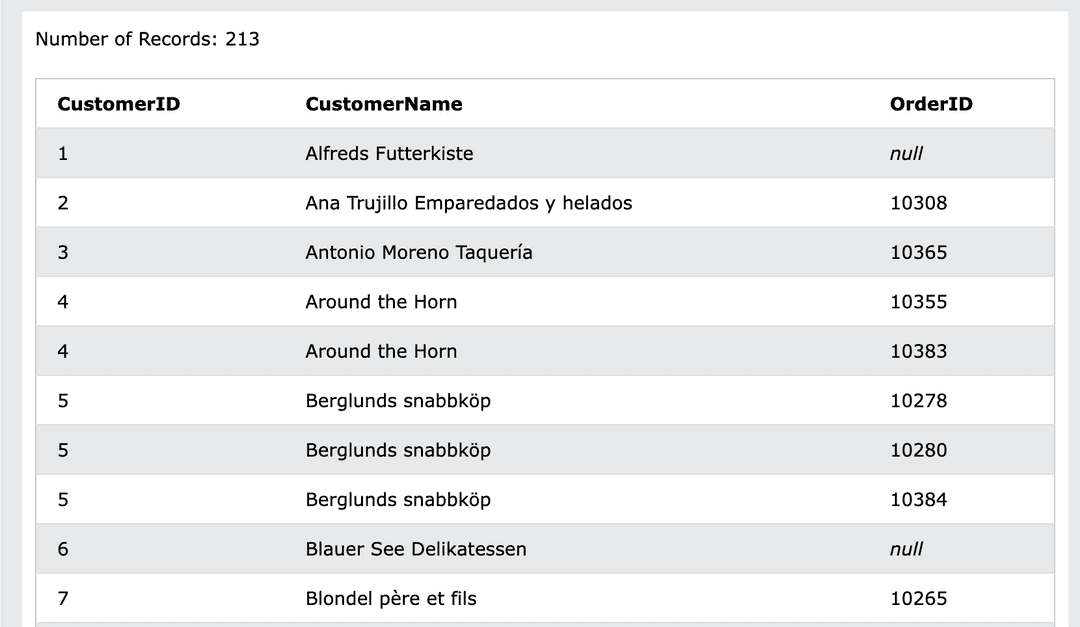 Number of Records: 213
CustomerID CustomerName OrderID
1 Alfreds Futterkiste null
2 Ana Trujillo Emparedados y helados 10308
3 Antonio Moreno Taquería 10365
4 Around the Horn 10355
4 Around the Horn 10383
5 Berglunds snabbköp 10278
5 Berglunds snabbköp 10280
5 Berglunds snabbköp 10384
6 Blauer See Delikatessen null
7 Blondel père et fils 10265